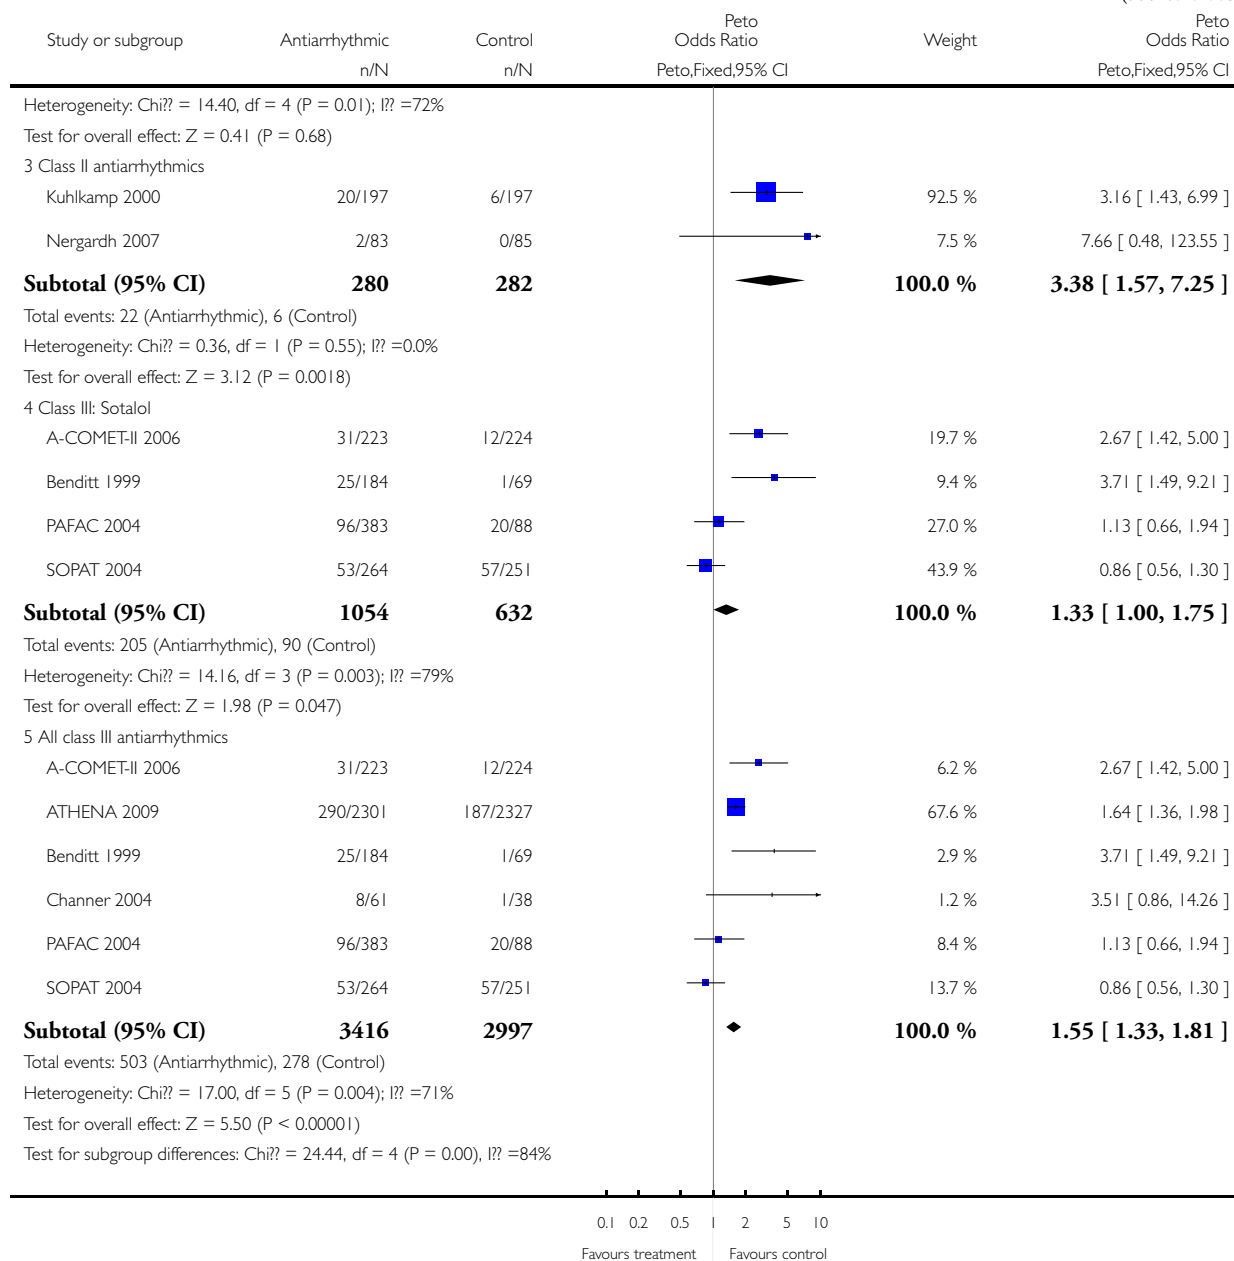 Peto Peto
Study or subgroup Antiarrhythmic Control Odds Ratio Weight Odds Ratio
n/N n/N Peto,Fixed,95% CI Peto,Fixed,95% CI
Heterogeneity: Chi?? = 14.40, df = 4 (P = 0.01); I?? =72%
Test for overall effect: Z = 0.41 (P = 0.68)
3 Class II antiarrhythmics
Kuhlkamp 2000 20/197 6/197 92.5 % 3.16 [ 1.43, 6.99 ]
Nergardh 2007 2/83 0/85 7.5 % 7.66 [ 0.48, 123.55 ]
Subtotal (95% CI) 280 282 100.0 % 3.38 [ 1.57, 7.25 ]
Total events: 22 (Antiarrhythmic), 6 (Control)
Heterogeneity: Chi?? = 0.36, df = 1 (P = 0.55); I?? =0.0%
Test for overall effect: Z = 3.12 (P = 0.0018)
4 Class III: Sotalol
A-COMET-II 2006 31/223 12/224 19.7 % 2.67 [ 1.42, 5.00 ]
Benditt 1999 25/184 1/69 9.4 % 3.71 [ 1.49, 9.21 ]
PAFAC 2004 96/383 20/88 27.0 % 1.13 [ 0.66, 1.94 ]
SOPAT 2004 53/264 57/251 43.9 % 0.86 [ 0.56, 1.30 ]
Subtotal (95% CI) 1054 632 100.0 % 1.33 [ 1.00, 1.75 ]
Total events: 205 (Antiarrhythmic), 90 (Control)
Heterogeneity: Chi?? = 14.16, df = 3 (P = 0.003); I?? =79%
Test for overall effect: Z = 1.98 (P = 0.047)
5 All class III antiarrhythmics
A-COMET-II 2006 31/223 12/224 6.2 % 2.67 [ 1.42, 5.00 ]
ATHENA 2009 290/2301 187/2327 67.6 % 1.64 [ 1.36, 1.98 ]
Benditt 1999 25/184 1/69 2.9 % 3.71 [ 1.49, 9.21 ]
Channer 2004 8/61 1/38 1.2 % 3.51 [ 0.86, 14.26 ]
PAFAC 2004 96/383 20/88 8.4 % 1.13 [ 0.66, 1.94 ]
SOPAT 2004 53/264 57/251 13.7 % 0.86 [ 0.56, 1.30 ]
Subtotal (95% CI) 3416 2997 100.0 % 1.55 [ 1.33, 1.81 ]
Total events: 503 (Antiarrhythmic), 278 (Control)
Heterogeneity: Chi?? = 17.00, df = 5 (P = 0.004); I?? =71%
Test for overall effect: Z = 5.50 (P < 0.00001)
Test for subgroup differences: Chi?? = 24.44, df = 4 (P = 0.00), I?? =84%
0.1 0.2 0.5 1 2 5 10
Favours treatment Favours control